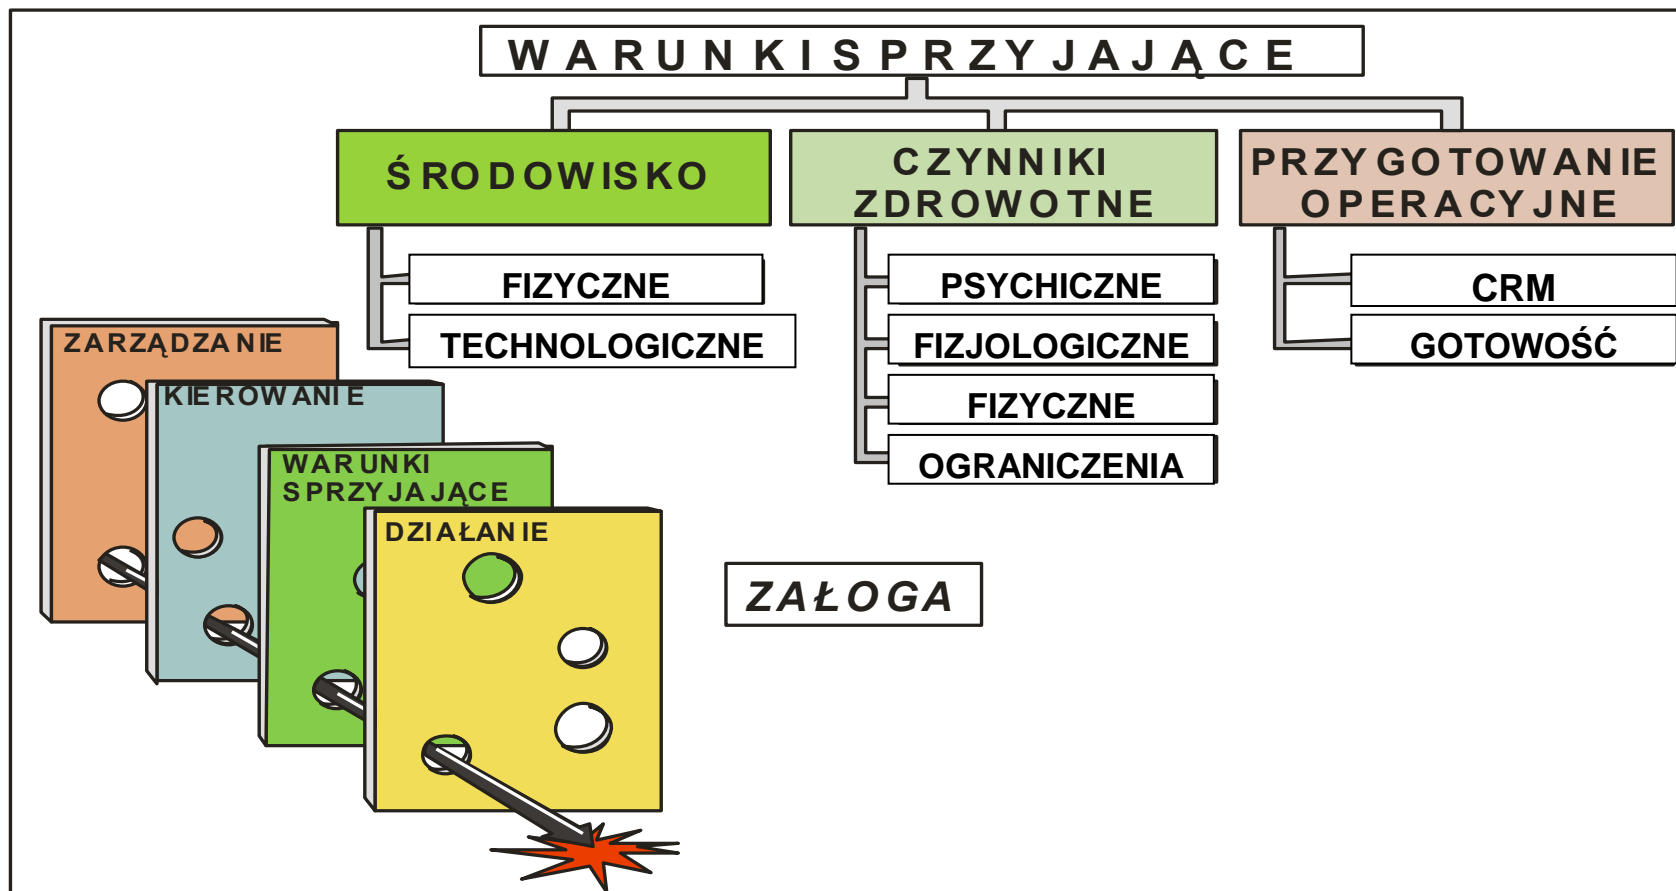 WARUNKI SPRZYJAJĄCE
ŚRODOWISKO
CZYNNIKI
ZDROWOTNE
PRZYGOTOWANIE
OPERACYJNE
FIZYCZNE
TECHNOLOGICZNE
PSYCHICZNE
FIZJOLOGICZNE
FIZYCZNE
OGRANICZENIA
CRM
GOTOWOŚĆ
ZARZĄDZANIE
KIEROWANIE
WARUNKI
SPRZYJAJĄCE
DZIAŁANIE
ZAŁOGA